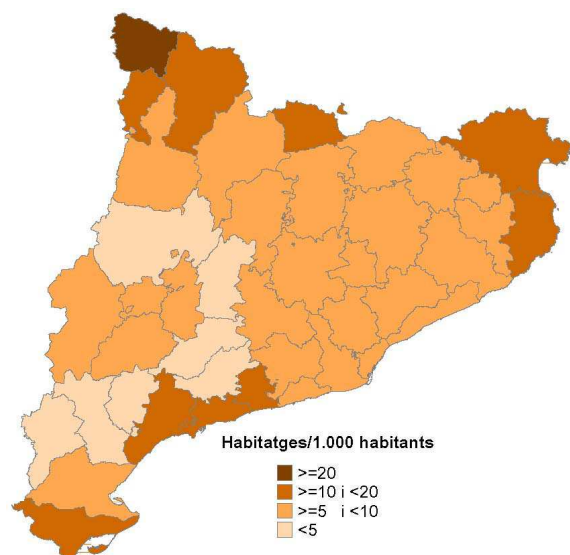 Habitatges/1.000 habitants
>=20
>=10 i <20
>=5 i <10
<5